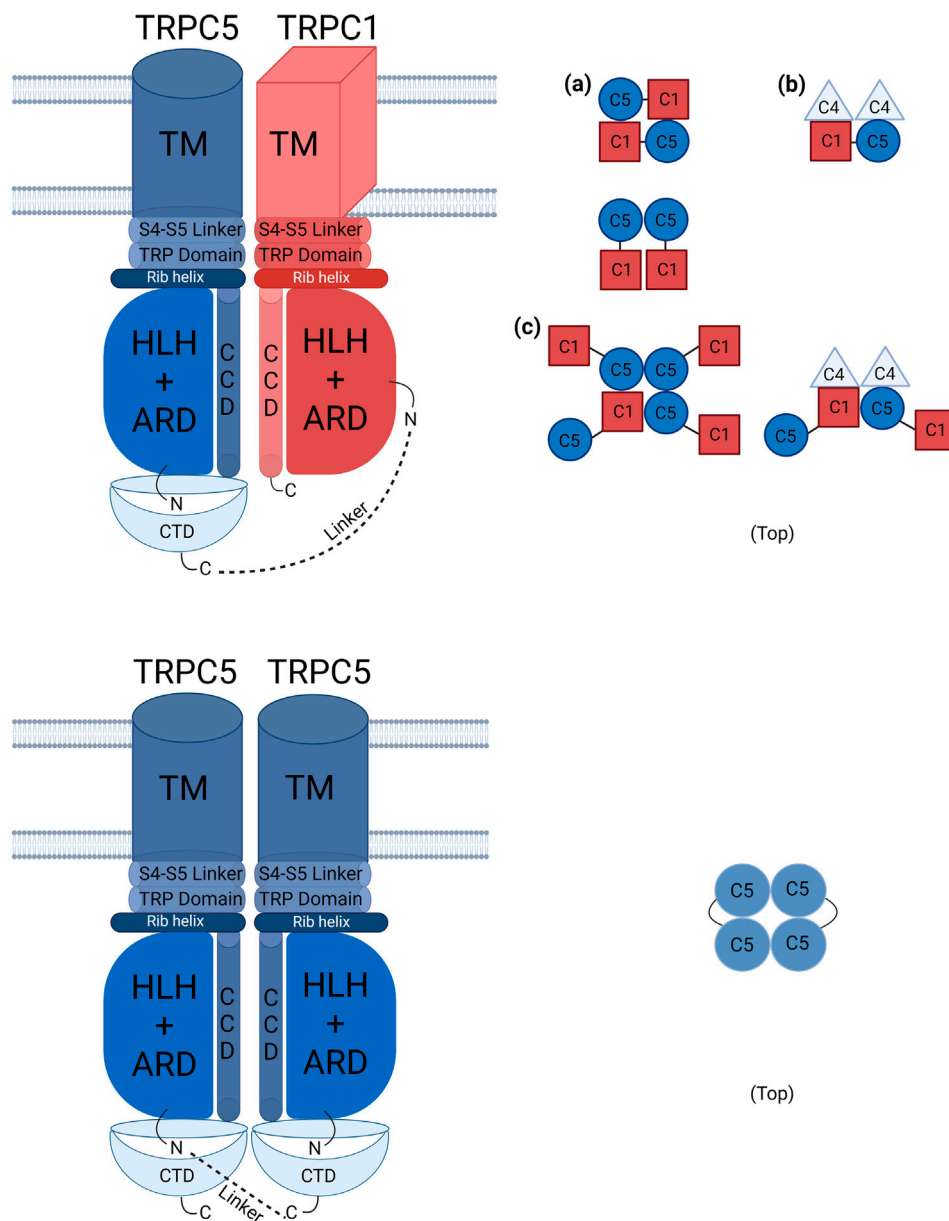 TRPC5 TRPC1
TM TM
S4-S5 Linker S4-S5 Linker
TRP Domain TRP Domain
Rib helix Rib helix
HLH
+
ARD
C
C
D
C
C
D
HLH
+
ARD
N
N
CTD
C
C
Linker
(a)
C5 C1
C1 C5
C5 C5
C1 C1
(b)
C4 C4
C1 C5
(c)
C1 C1
C5 C5
C1 C5
C5 C1
C4 C4
C1 C5
C5 C1
(Top)
TRPC5 TRPC5
TM TM
S4-S5 Linker S4-S5 Linker
TRP Domain TRP Domain
Rib helix Rib helix
HLH
+
ARD
C
C
D
C
C
D
HLH
+
ARD
N N
CTD CTD
Linker
C C
C5 C5
C5 C5
(Top)